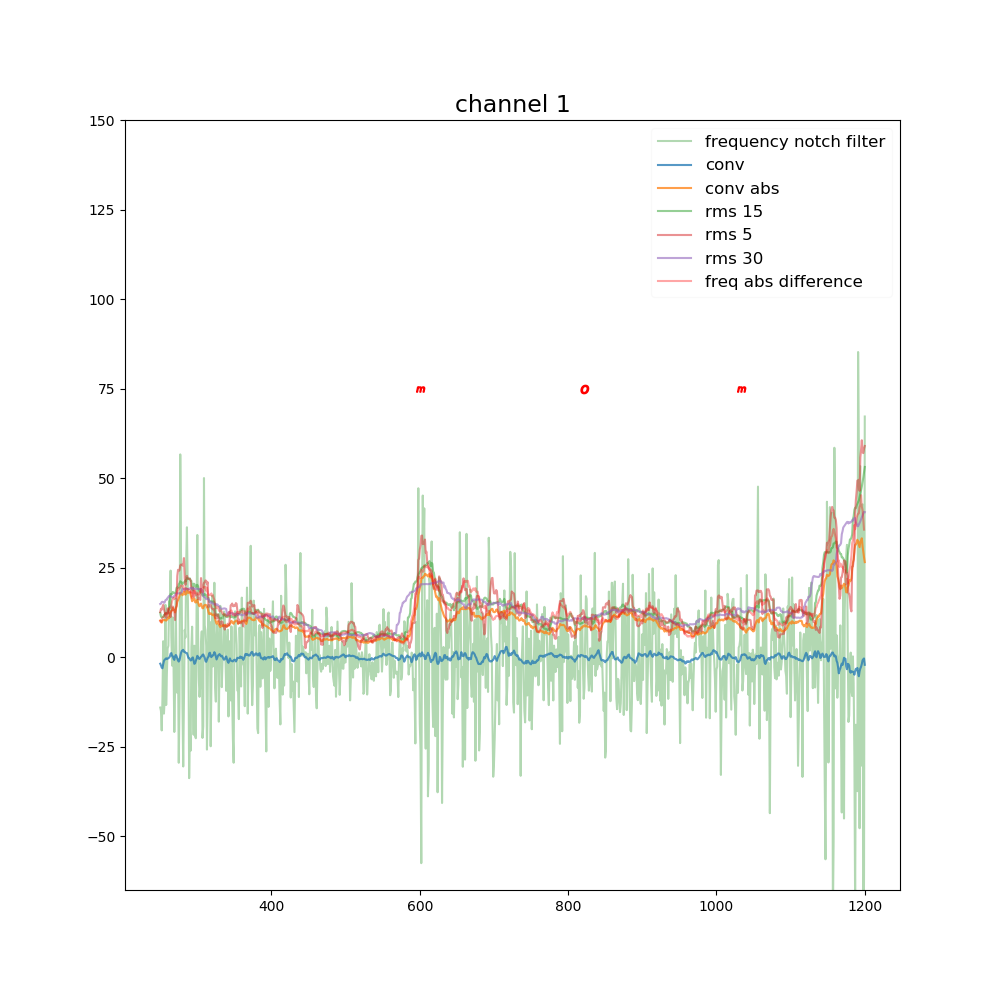 channel 1
150
125
100
75
50
25
0
−25
−50
frequency notch filter
conv
conv abs
rms 15
rms 5
rms 30
freq abs difference
m o m
400 600 800 1000 1200